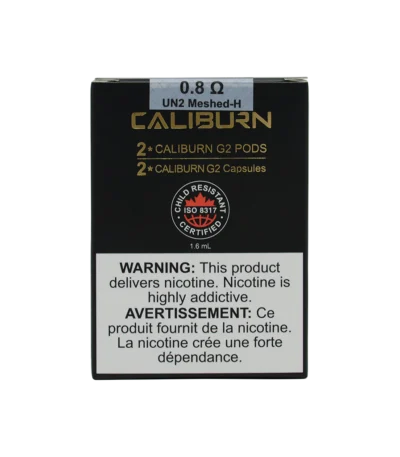 0.8 Ω
UN2 Meshed-H
CALIBURN
2* CALIBURN G2 PODS
2* CALIBURN G2 Capsules
CHILD RESISTANT
ISO 8317
CERTIFIED
1.6 mL
WARNING: This product
delivers nicotine. Nicotine is
highly addictive.
AVERTISSEMENT: Ce
produit fournit de la nicotine.
La nicotine crée une forte
dépendance.